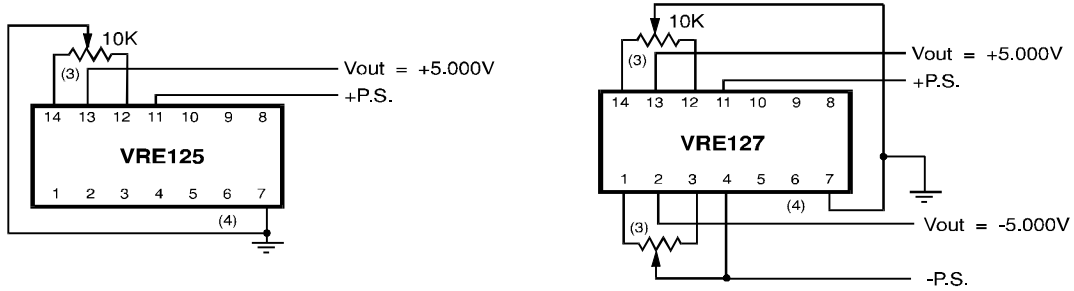 10K
(3)
Vout = +5.000V
+P.S.
14 13 12 11 10 9 8
VRE125
1 2 3 4 5 6 7
(4)
10K
(3)
Vout = +5.000V
+P.S.
14 13 12 11 10 9 8
VRE127
1 2 3 4 5 6 7
(4)
(3)
Vout = -5.000V
-P.S.